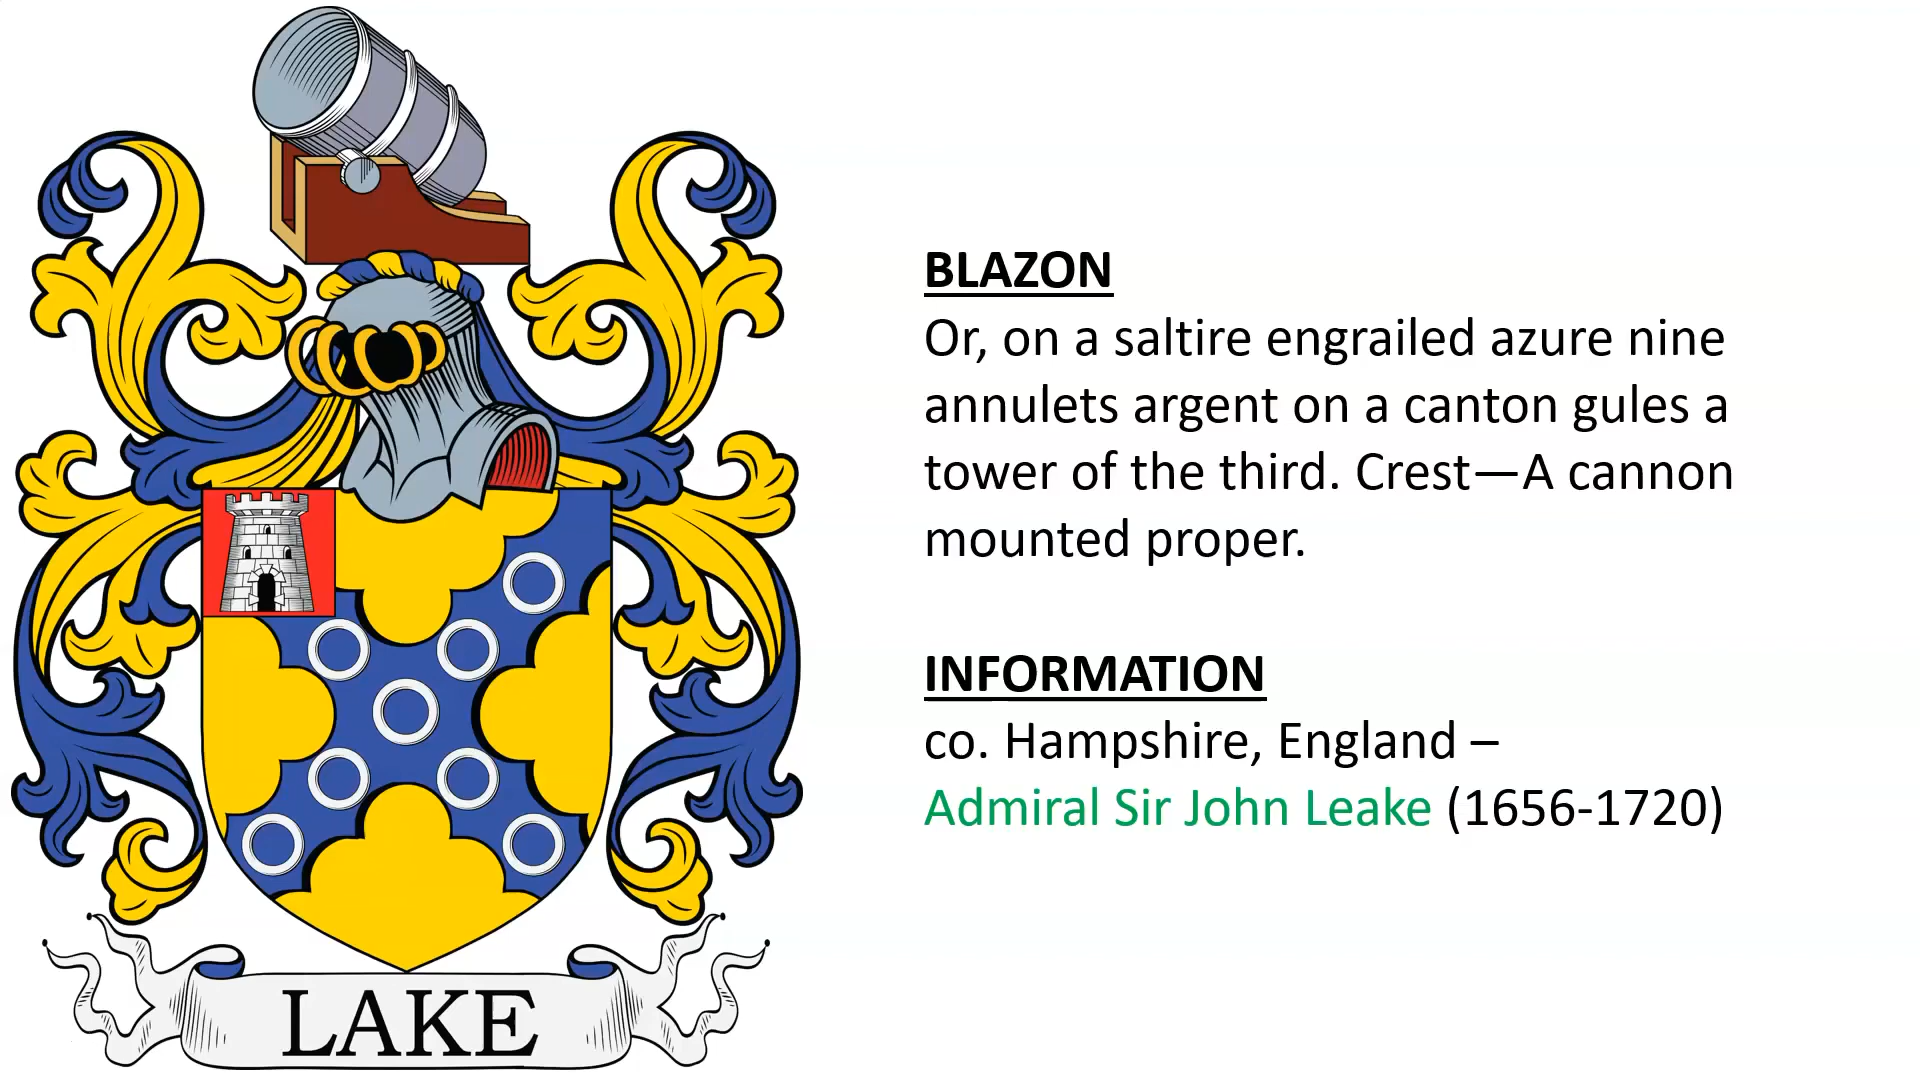 BLAZON
Or, on a saltire engrailed azure nine
annulets argent on a canton gules a
tower of the third. Crest—A cannon
mounted proper.
INFORMATION
co. Hampshire, England –
Admiral Sir John Leake (1656-1720)
LAKE